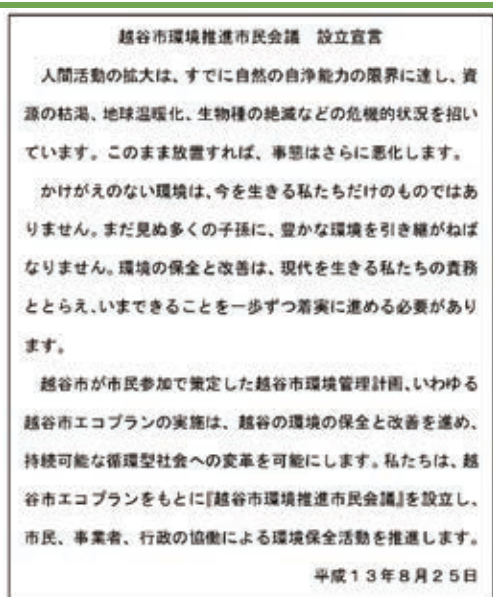 越谷市環境推進市民会議　設立宣言
人間活動の拡大は、すでに自然の自浄能力の限界に達し、資
源の枯渇、地球温暖化、生物種の絶滅などの危機的状況を招い
ています。このまま放置すれば、事態はさらに悪化します。
かけがえのない環境は、今を生きる私たちだけのものではあ
りません。まだ見ぬ多くの子孫に、豊かな環境を引き継がねば
なりません。環境の保全と改善は、現代を生きる私たちの責務
ととらえ、いまできることを一歩ずつ着実に進める必要があり
ます。
越谷市が市民参加で策定した越谷市環境管理計画、いわゆる
越谷市エコプランの実施は、越谷の環境の保全と改善を進め、
持続可能な循環型社会への変革を可能にします。私たちは、越
谷市エコプランをもとに『越谷市環境推進市民会議』を設立し、
市民、事業者、行政の協働による環境保全活動を推進します。
平成１３年８月２５日